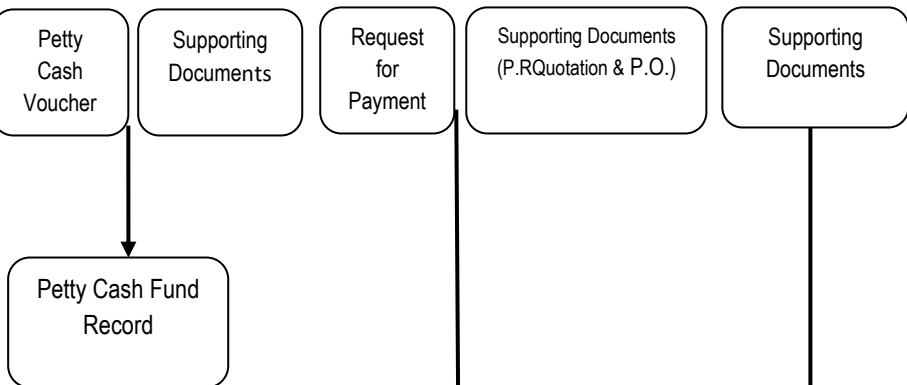 Petty
Cash
Voucher
Supporting
Documents
Request
for
Payment
Supporting Documents
(P.RQuotation & P.O.)
Supporting
Documents
Petty Cash Fund
Record